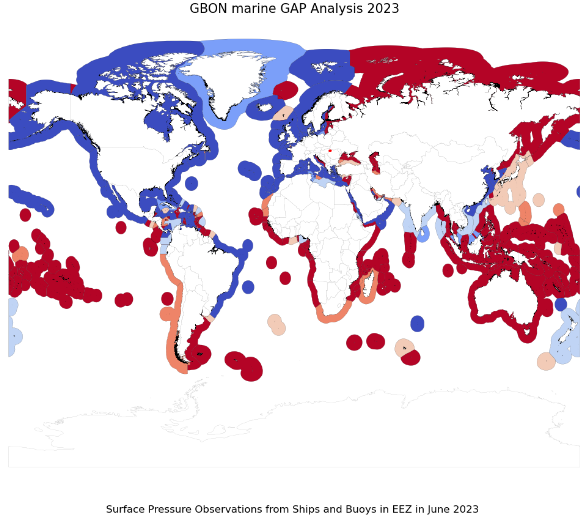 GBON marine GAP Analysis 2023
Surface Pressure Observations from Ships and Buoys in EEZ in June 2023